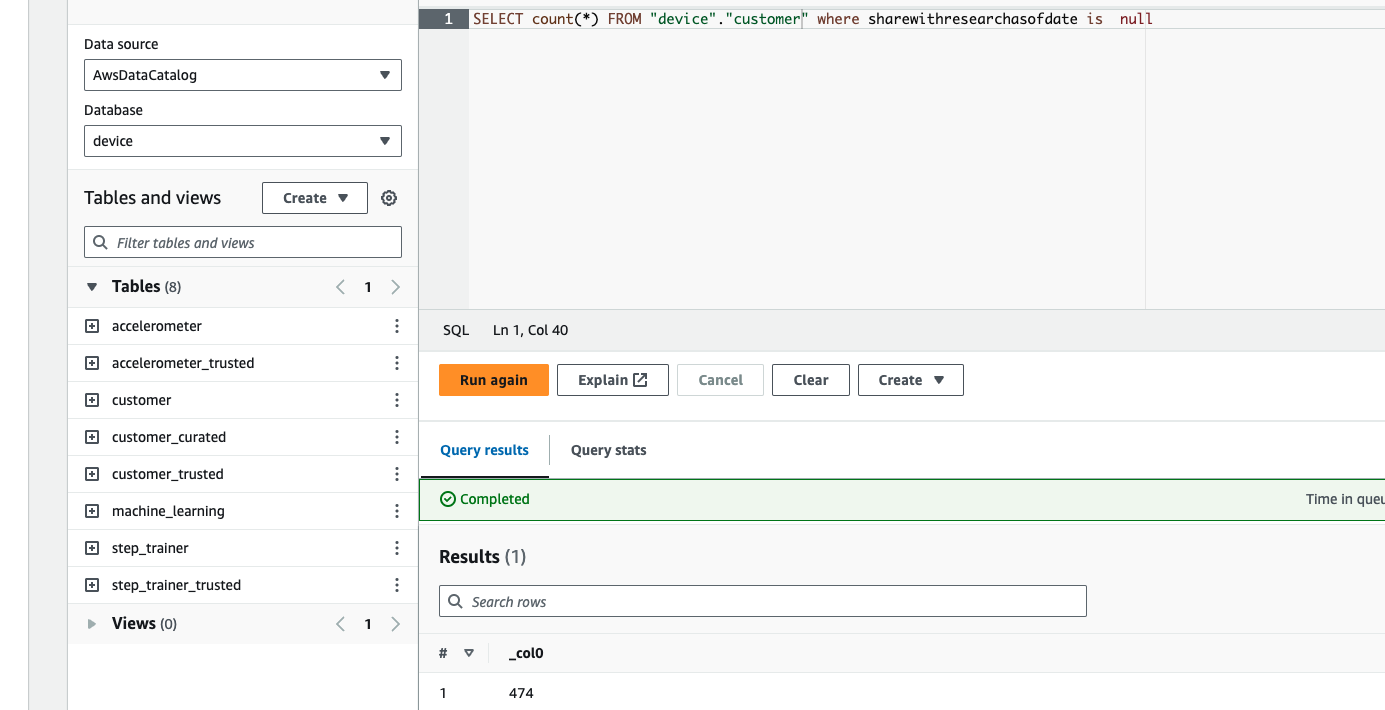 Data source
AwsDataCatalog
Database
device
Tables and views
Create
Filter tables and views
Tables (8)
1
accelerometer
accelerometer_trusted
customer
customer_curated
customer_trusted
machine_learning
step_trainer
step_trainer_trusted
Views (0)
1
1 SELECT count(*) FROM "device"."customer" where sharewithresearchasofdate is  null
SQL Ln 1, Col 40
Run again Explain Cancel Clear Create
Query results Query stats
Completed Time in queu
Results (1)
Search rows
# _col0
1 474